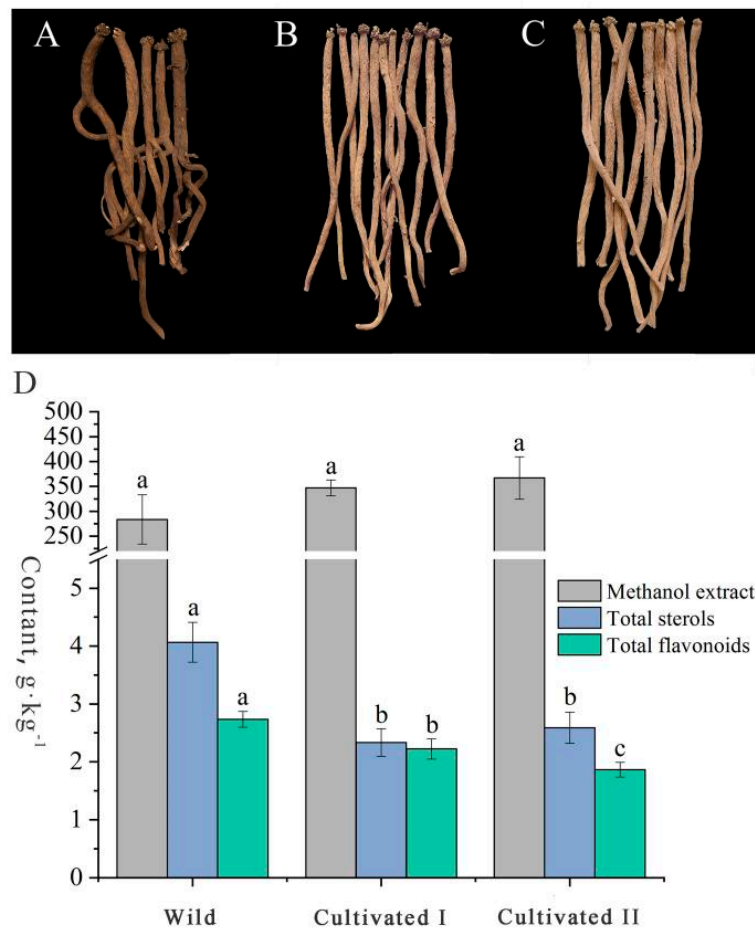 A
B
C
D
500
450
400
350
300
250
5
4
3
2
1
0
Contant, g·kg⁻¹
a
a
a
a
b
b
a
b
c
Methanol extract
Total sterols
Total flavonoids
Wild
Cultivated I
Cultivated II